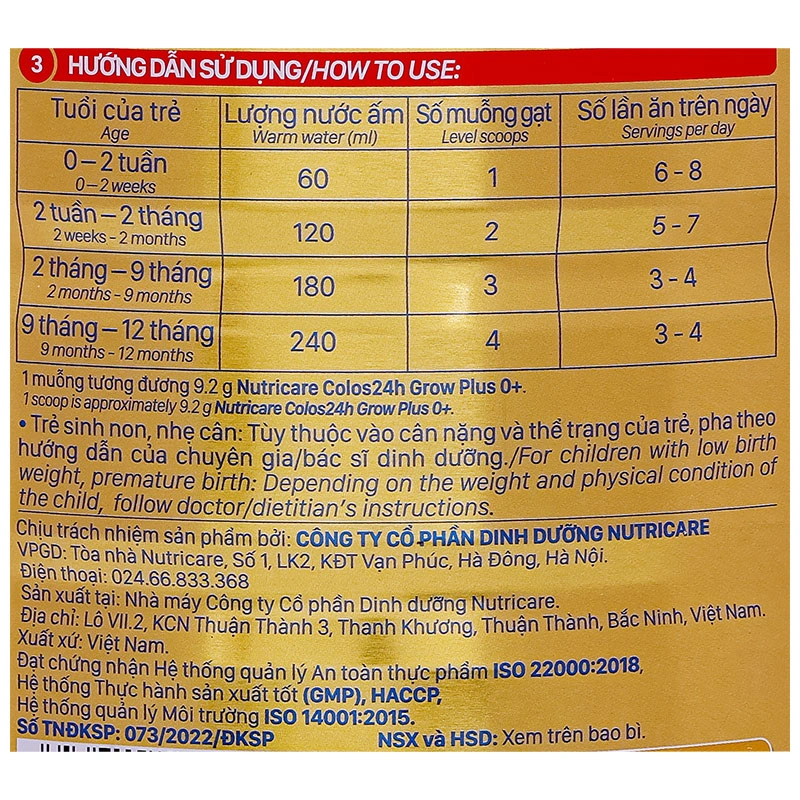 3 HƯỚNG DẪN SỬ DỤNG/HOW TO USE:
Tuổi của trẻ Lượng nước ấm Số muỗng gạt Số lần ăn trên ngày
Age Warm water (ml) Level scoops Servings per day
0 – 2 tuần 60 1 6 - 8
0 – 2 weeks
2 tuần – 2 tháng 120 2 5 - 7
2 weeks - 2 months
2 tháng – 9 tháng 180 3 3 - 4
2 months - 9 months
9 tháng – 12 tháng 240 4 3 - 4
9 months - 12 months
1 muỗng tương đương 9.2 g Nutricare Colos24h Grow Plus 0+.
1 scoop is approximately 9.2 g Nutricare Colos24h Grow Plus 0+.
• Trẻ sinh non, nhẹ cân: Tùy thuộc vào cân nặng và thể trạng của trẻ, pha theo
hướng dẫn của chuyên gia/bác sĩ dinh dưỡng./For children with low birth
weight, premature birth: Depending on the weight and physical condition of
the child, follow doctor/dietitian's instructions.
Chịu trách nhiệm sản phẩm bởi: CÔNG TY CỔ PHẦN DINH DƯỠNG NUTRICARE
VPGD: Tòa nhà Nutricare, Số 1, LK2, KĐT Vạn Phúc, Hà Đông, Hà Nội.
Điện thoại: 024.66.833.368
Sản xuất tại: Nhà máy Công ty Cổ phần Dinh dưỡng Nutricare.
Địa chỉ: Lô VII.2, KCN Thuận Thành 3, Thanh Khương, Thuận Thành, Bắc Ninh, Việt Nam.
Xuất xứ: Việt Nam.
Đạt chứng nhận Hệ thống quản lý An toàn thực phẩm ISO 22000:2018,
Hệ thống Thực hành sản xuất tốt (GMP), HACCP,
Hệ thống quản lý Môi trường ISO 14001:2015.
Số TNĐKSP: 073/2022/ĐKSP NSX và HSD: Xem trên bao bì.